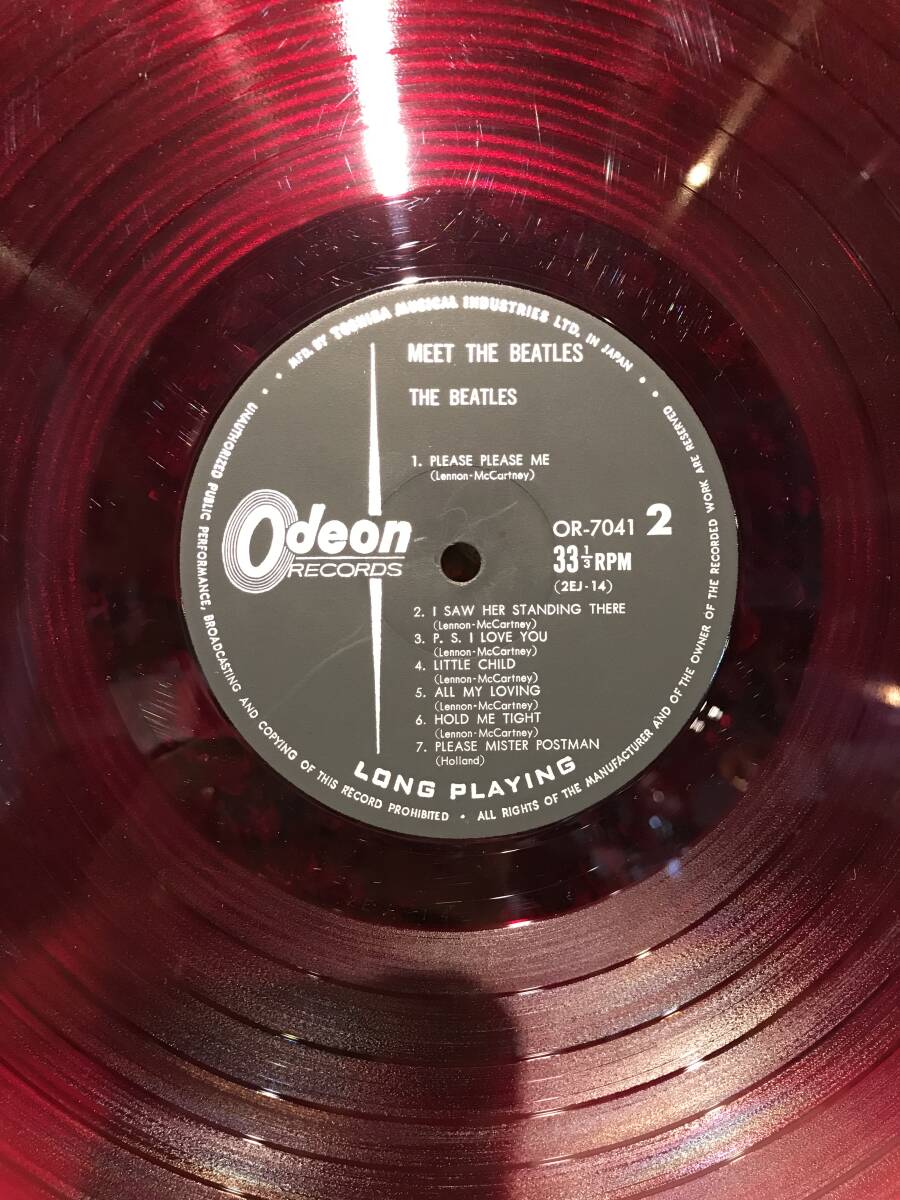 MFD. BY TOSHIBA MUSICAL INDUSTRIES LTD. IN JAPAN
MEET THE BEATLES
THE BEATLES
1. PLEASE PLEASE ME
(Lennon-McCartney)
Odeon
RECORDS
OR-7041 2
33 1/3 RPM
(2EJ-14)
2. I SAW HER STANDING THERE
(Lennon-McCartney)
3. P. S. I LOVE YOU
(Lennon-McCartney)
4. LITTLE CHILD
(Lennon-McCartney)
5. ALL MY LOVING
(Lennon-McCartney)
6. HOLD ME TIGHT
(Lennon-McCartney)
7. PLEASE MISTER POSTMAN
(Holland)
LONG PLAYING
UNAUTHORIZED PUBLIC PERFORMANCE, BROADCASTING AND COPYING OF THIS RECORD PROHIBITED • ALL RIGHTS OF THE MANUFACTURER AND OF THE OWNER OF THE RECORDED WORK ARE RESERVED